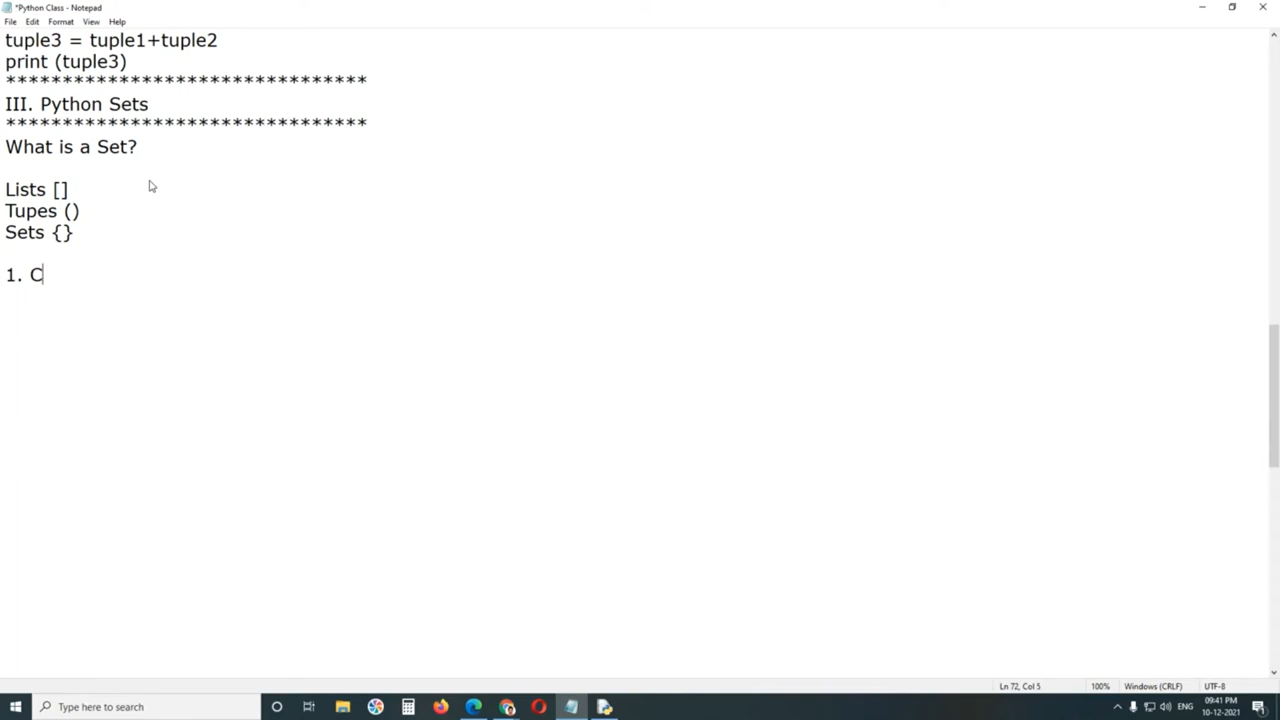 *Python Class - Notepad
File Edit Format View Help
tuple3 = tuple1+tuple2
print (tuple3)
********************************
III. Python Sets
********************************
What is a Set?
Lists []
Tupes ()
Sets {}
1. C
Ln 72, Col 5 100% Windows (CRLF) UTF-8
Type here to search
ENG
09:41 PM
10-12-2021
1